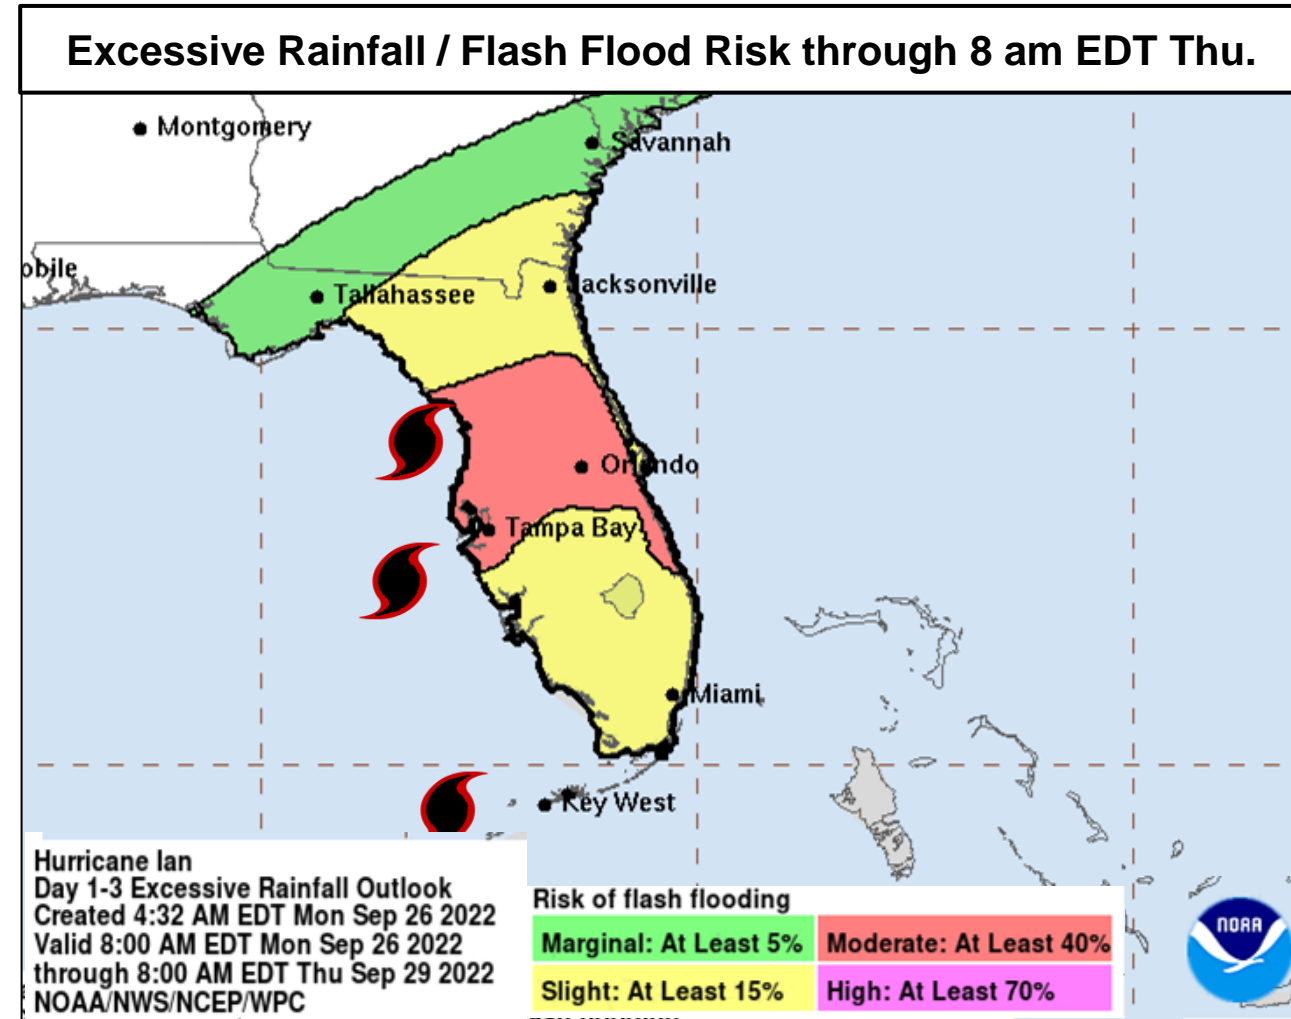 Excessive Rainfall / Flash Flood Risk through 8 am EDT Thu.
Montgomery
Savannah
obile
Tallahassee
Jacksonville
Orlando
Tampa Bay
Miami
Key West
Hurricane Ian
Day 1-3 Excessive Rainfall Outlook
Created 4:32 AM EDT Mon Sep 26 2022
Valid 8:00 AM EDT Mon Sep 26 2022
through 8:00 AM EDT Thu Sep 29 2022
NOAA/NWS/NCEP/WPC
Risk of flash flooding
Marginal: At Least 5%
Moderate: At Least 40%
Slight: At Least 15%
High: At Least 70%
NOAA